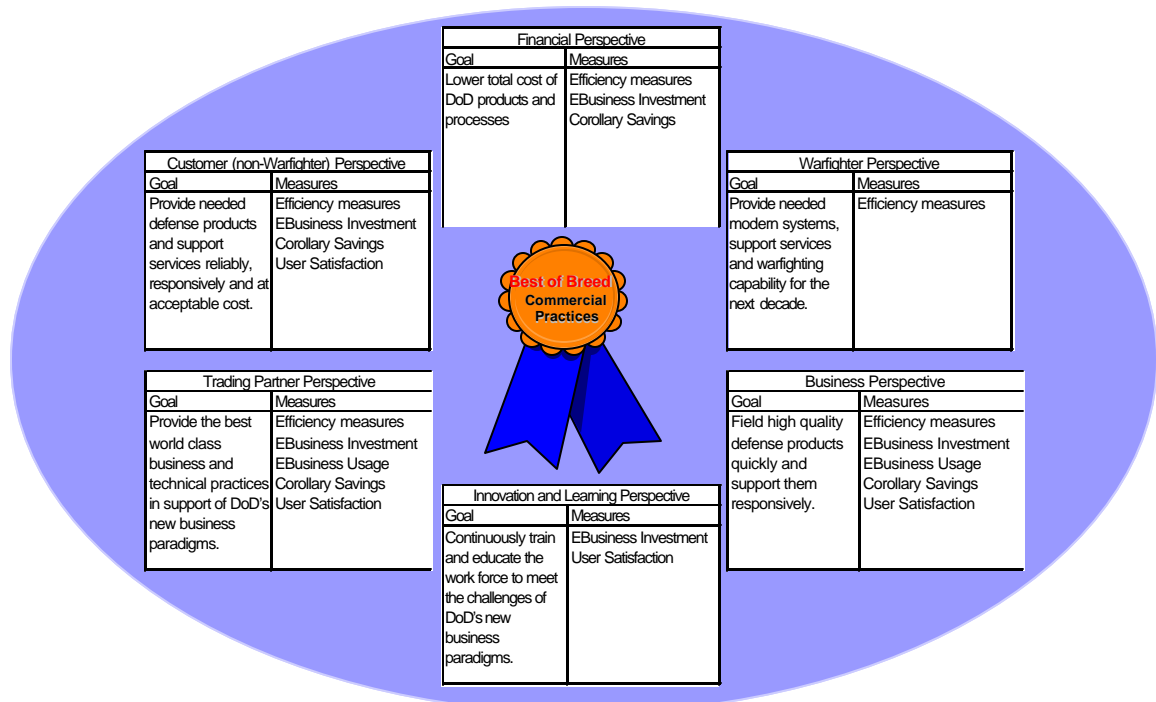 Financial Perspective
Goal
Measures
Lower total cost of
DoD products and
processes
Efficiency measures
EBusiness Investment
Corollary Savings
Customer (non-Warfighter) Perspective
Goal
Measures
Provide needed
defense products
and support
services reliably,
responsively and at
acceptable cost.
Efficiency measures
EBusiness Investment
Corollary Savings
User Satisfaction
Warfighter Perspective
Goal
Measures
Provide needed
modern systems,
support services
and warfighting
capability for the
next decade.
Efficiency measures
Best of Breed
Commercial
Practices
Trading Partner Perspective
Goal
Measures
Provide the best
world class
business and
technical practices
in support of DoD's
new business
paradigms.
Efficiency measures
EBusiness Investment
EBusiness Usage
Corollary Savings
User Satisfaction
Business Perspective
Goal
Measures
Field high quality
defense products
quickly and
support them
responsively.
Efficiency measures
EBusiness Investment
EBusiness Usage
Corollary Savings
User Satisfaction
Innovation and Learning Perspective
Goal
Measures
Continuously train
and educate the
work force to meet
the challenges of
DoD's new
business
paradigms.
EBusiness Investment
User Satisfaction